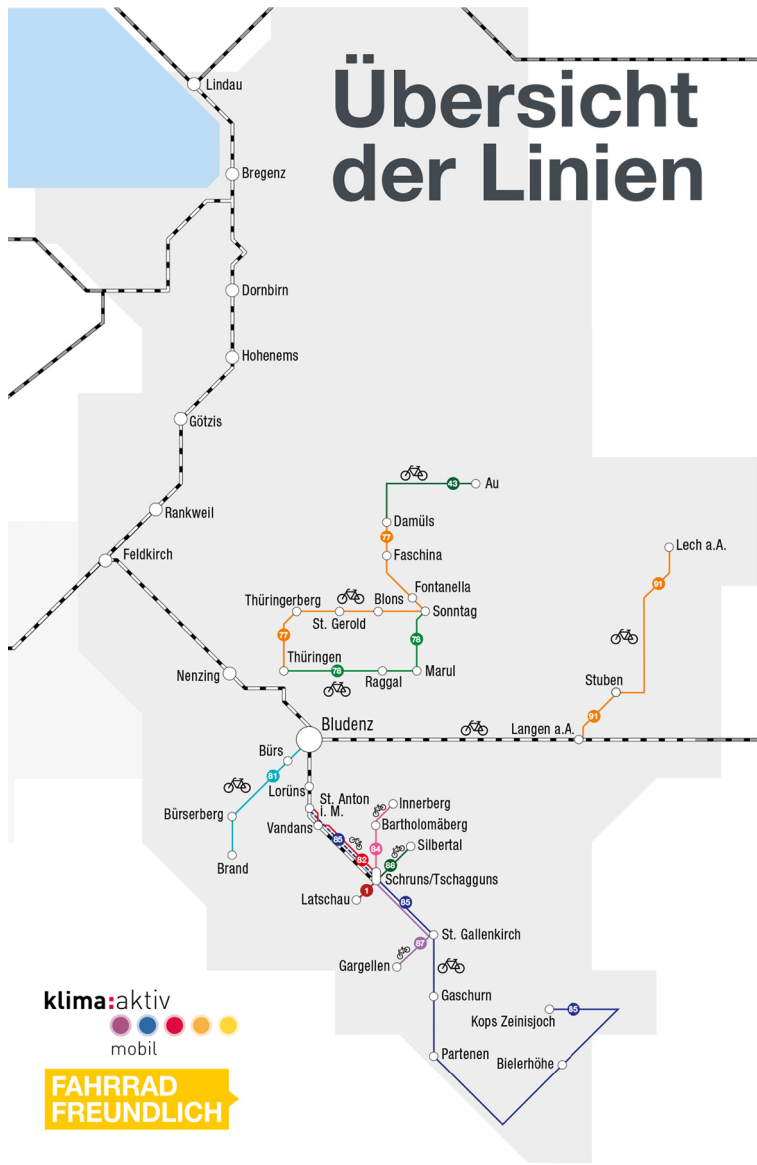 Übersicht
der Linien
Lindau
Bregenz
Dornbirn
Hohenems
Götzis
Rankweil
Feldkirch
Nenzing
Bludenz
43
Au
Damüls
77
Faschina
Fontanella
Sonntag
Blons
St. Gerold
Thüringerberg
77
Thüringen
78
78
Raggal
Marul
Lech a.A.
91
Stuben
91
Langen a.A.
Bürs
81
Bürserberg
Brand
Lorüns
St. Anton
i. M.
Vandans
85
82
Innerberg
Bartholomäberg
84
Silbertal
88
Schruns/Tschagguns
1
Latschau
85
St. Gallenkirch
87
Gargellen
Gaschurn
Kops Zeinisjoch
85
Partenen
Bielerhöhe
klima:aktiv
mobil
FAHRRAD
FREUNDLICH